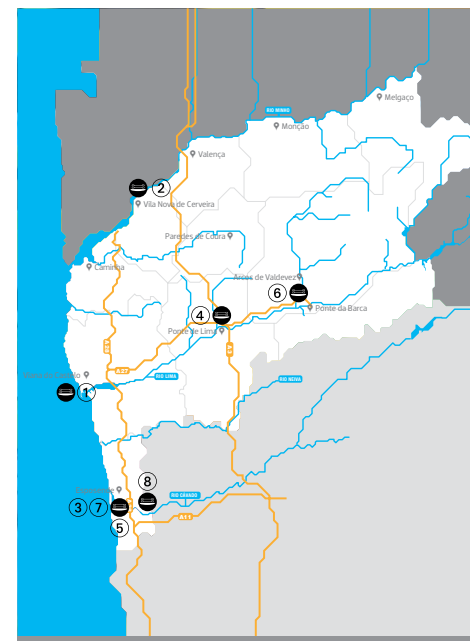 Melgaço
RIO MINHO
Monção
Valença
2
Vila Nova de Cerveira
Paredes de Coura
Caminha
Arcos de Valdevez
6
Ponte da Barca
4
Ponte de Lima
RIO LIMA
RIO NEIVA
1
8
RIO CÁVADO
3 7
5